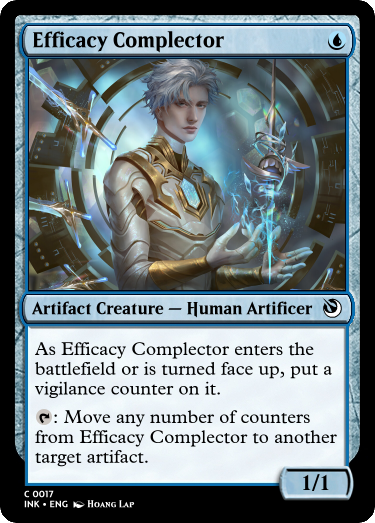 Efficacy Complector
Artifact Creature — Human Artificer
As Efficacy Complector enters the
battlefield or is turned face up, put a
vigilance counter on it.
: Move any number of counters
from Efficacy Complector to another
target artifact.
1/1
C 0017
INK • ENG Hoang Lap